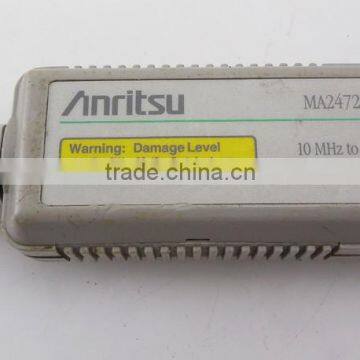 Anritsu
MA2472
Warning: Damage Level
10 MHz to
trade.china.cn